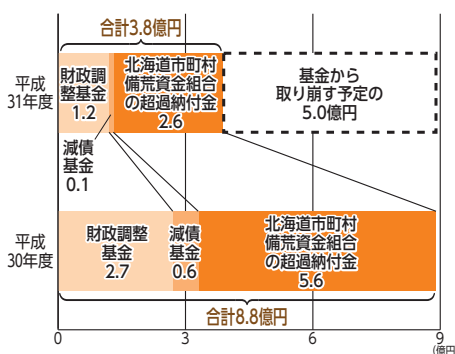 合計3.8億円
平成
31年度
財政調
整基金
1.2
北海道市町村
備荒資金組合
の超過納付金
2.6
基金から
取り崩す予定の
5.0億円
減債
基金
0.1
平成
30年度
財政調整
基金
2.7
減債
基金
0.6
北海道市町村
備荒資金組合
の超過納付金
5.6
合計8.8億円
0 3 6 9
(億円